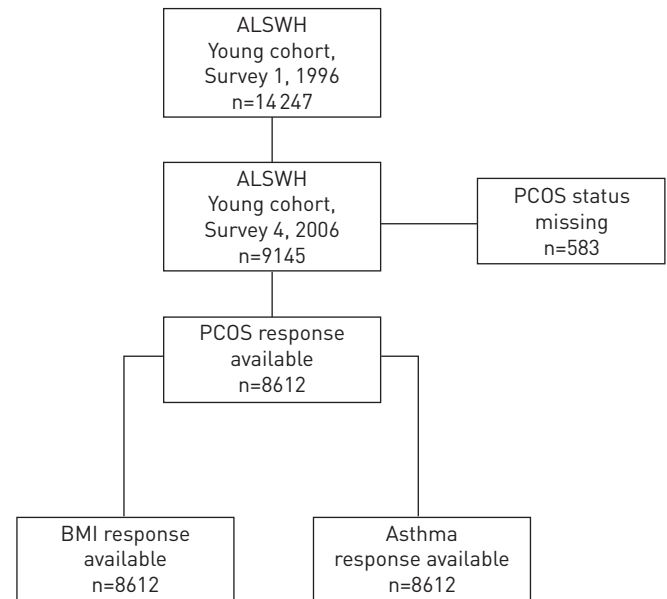 ALSWH
Young cohort,
Survey 1, 1996
n=14 247
ALSWH
Young cohort,
Survey 4, 2006
n=9145
PCOS status
missing
n=583
PCOS response
available
n=8612
BMI response
available
n=8612
Asthma
response available
n=8612